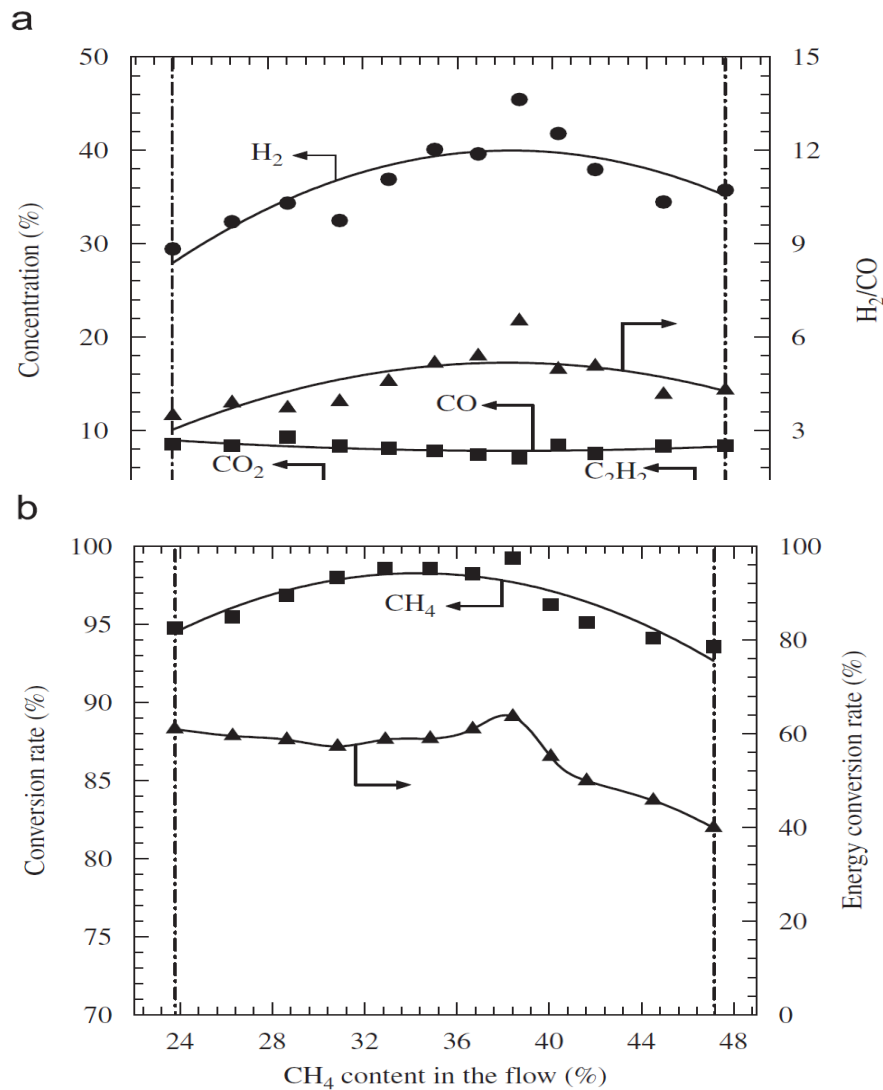 a
50
40
30
20
10
Concentration (%)
15
12
9
6
3
H₂/CO
H₂
CO
CO₂
C₂H₂
b
100
95
90
85
80
75
70
Conversion rate (%)
100
80
60
40
20
0
Energy conversion rate (%)
CH₄
24 28 32 36 40 44 48
CH₄ content in the flow (%)